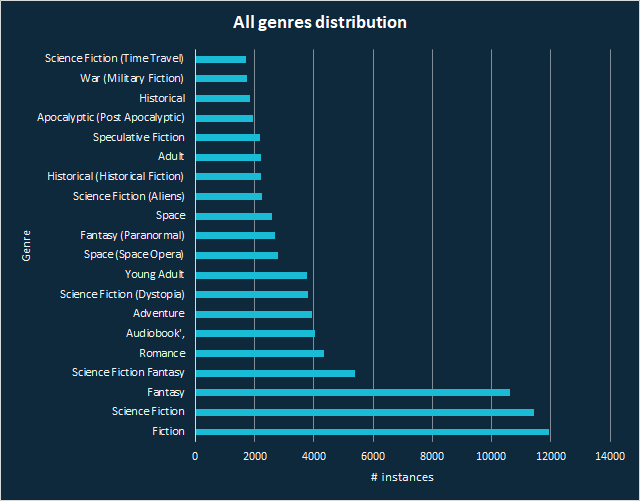 All genres distribution
Science Fiction (Time Travel)
War (Military Fiction)
Historical
Apocalyptic (Post Apocalyptic)
Speculative Fiction
Adult
Historical (Historical Fiction)
Science Fiction (Aliens)
Space
Fantasy (Paranormal)
Space (Space Opera)
Young Adult
Science Fiction (Dystopia)
Adventure
Audiobook',
Romance
Science Fiction Fantasy
Fantasy
Science Fiction
Fiction
Genre
0 2000 4000 6000 8000 10000 12000 14000
# instances